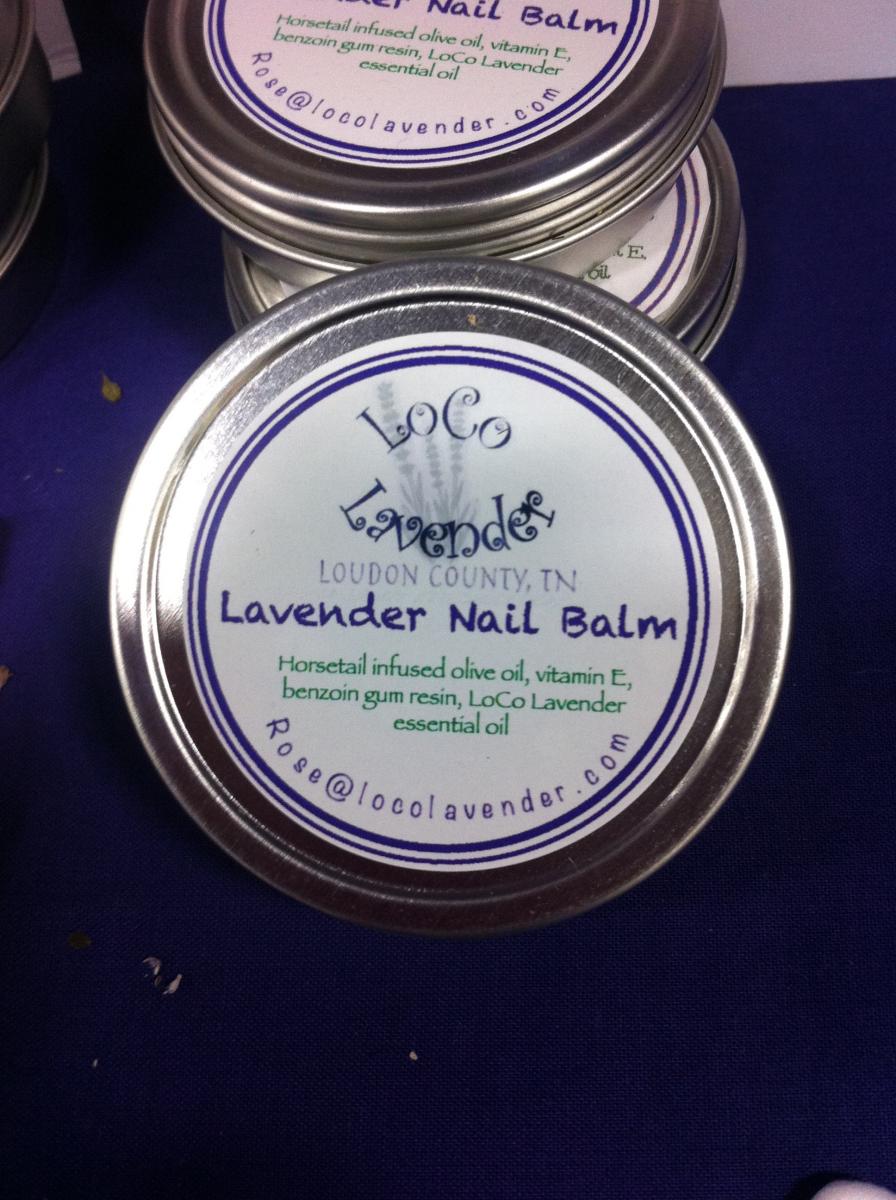 Nail Balm
Horsetail infused olive oil, vitamin E,
benzoin gum resin, LoCo Lavender
essential oil
Rose@locolavender.com
E,
oil
LoCo
Lavender
LOUDON COUNTY, TN
Lavender Nail Balm
Horsetail infused olive oil, vitamin E,
benzoin gum resin, LoCo Lavender
essential oil
Rose@locolavender.com